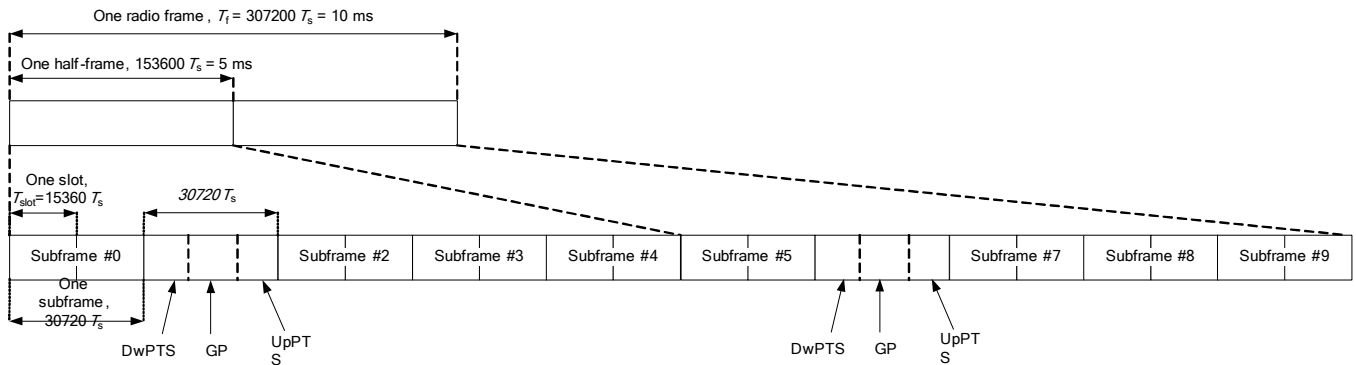 One radio frame , Tf = 307200 Ts = 10 ms
One half-frame, 153600 Ts = 5 ms
One slot,
Tslot=15360 Ts
30720 Ts
Subframe #0
Subframe #2
Subframe #3
Subframe #4
Subframe #5
Subframe #7
Subframe #8
Subframe #9
One
subframe ,
30720 Ts
DwPTS
GP
UpPT
S
DwPTS
GP
UpPT
S